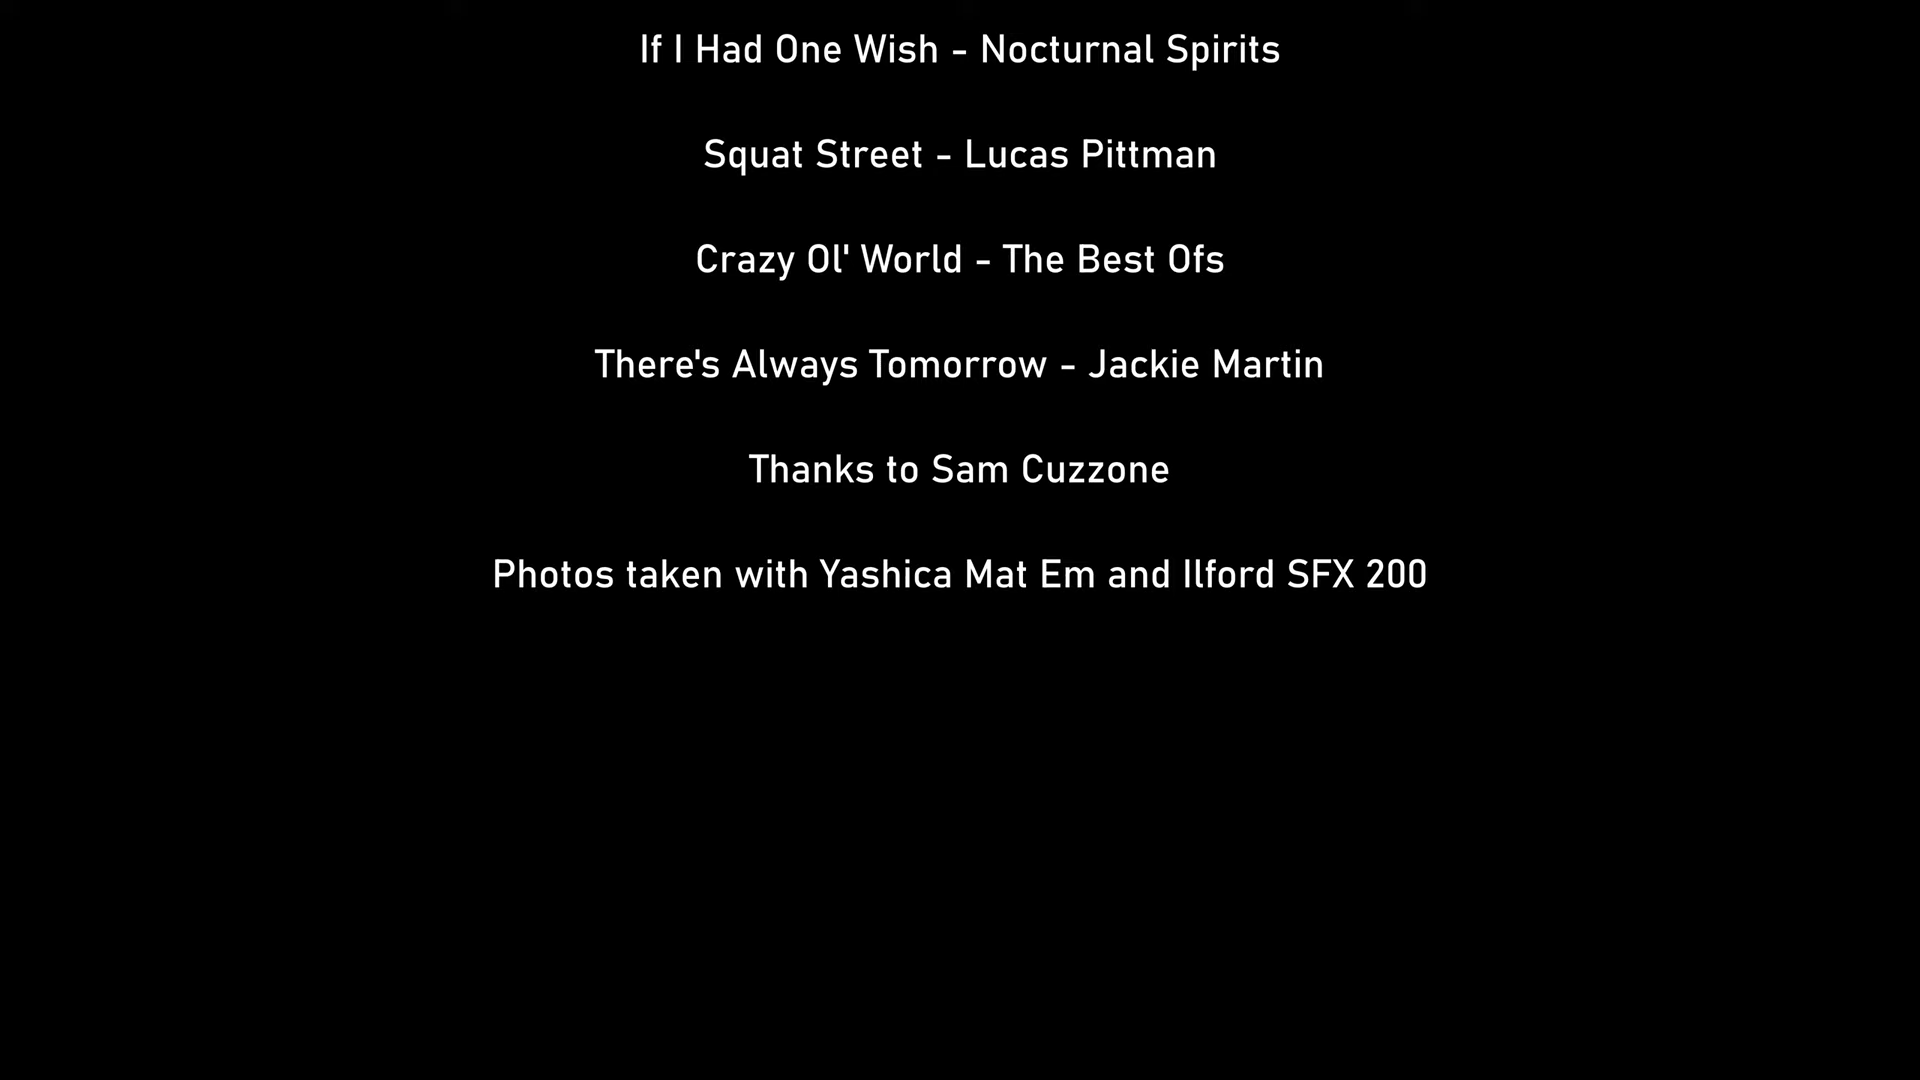 If I Had One Wish - Nocturnal Spirits
Squat Street - Lucas Pittman
Crazy Ol' World - The Best Ofs
There's Always Tomorrow - Jackie Martin
Thanks to Sam Cuzzone
Photos taken with Yashica Mat Em and Ilford SFX 200